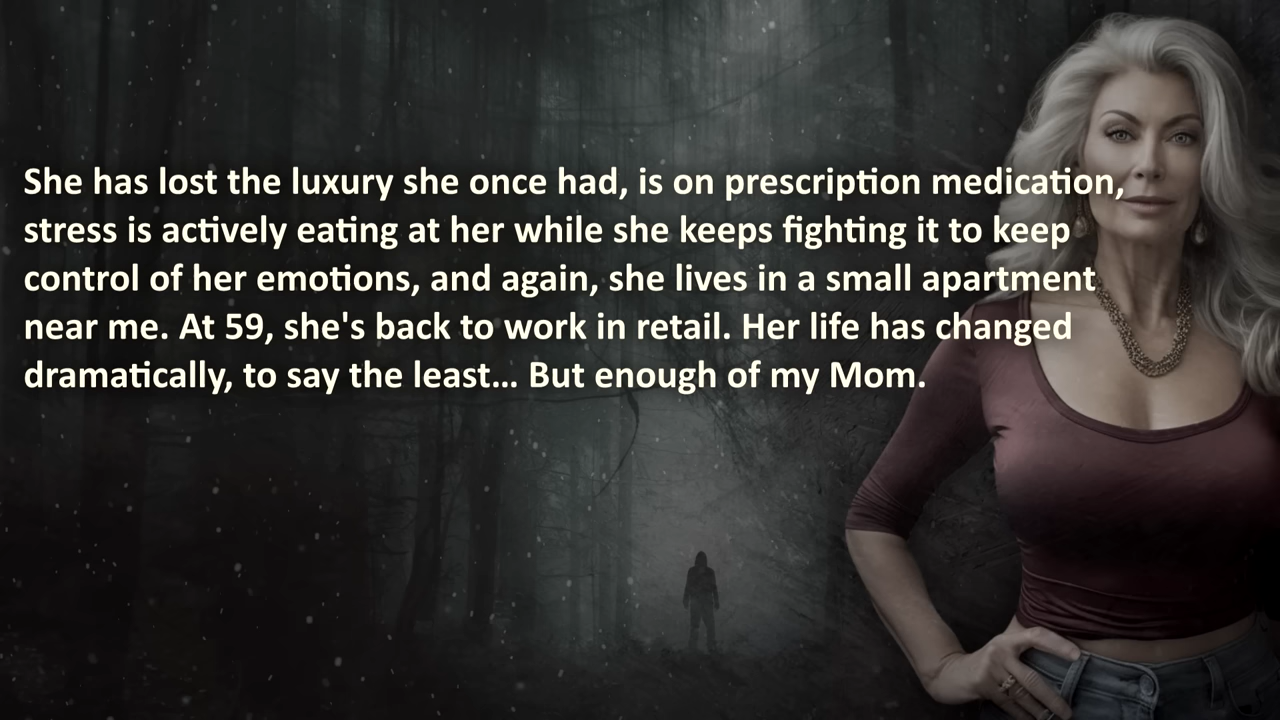 She has lost the luxury she once had, is on prescription medication,
stress is actively eating at her while she keeps fighting it to keep
control of her emotions, and again, she lives in a small apartment
near me. At 59, she's back to work in retail. Her life has changed
dramatically, to say the least... But enough of my Mom.